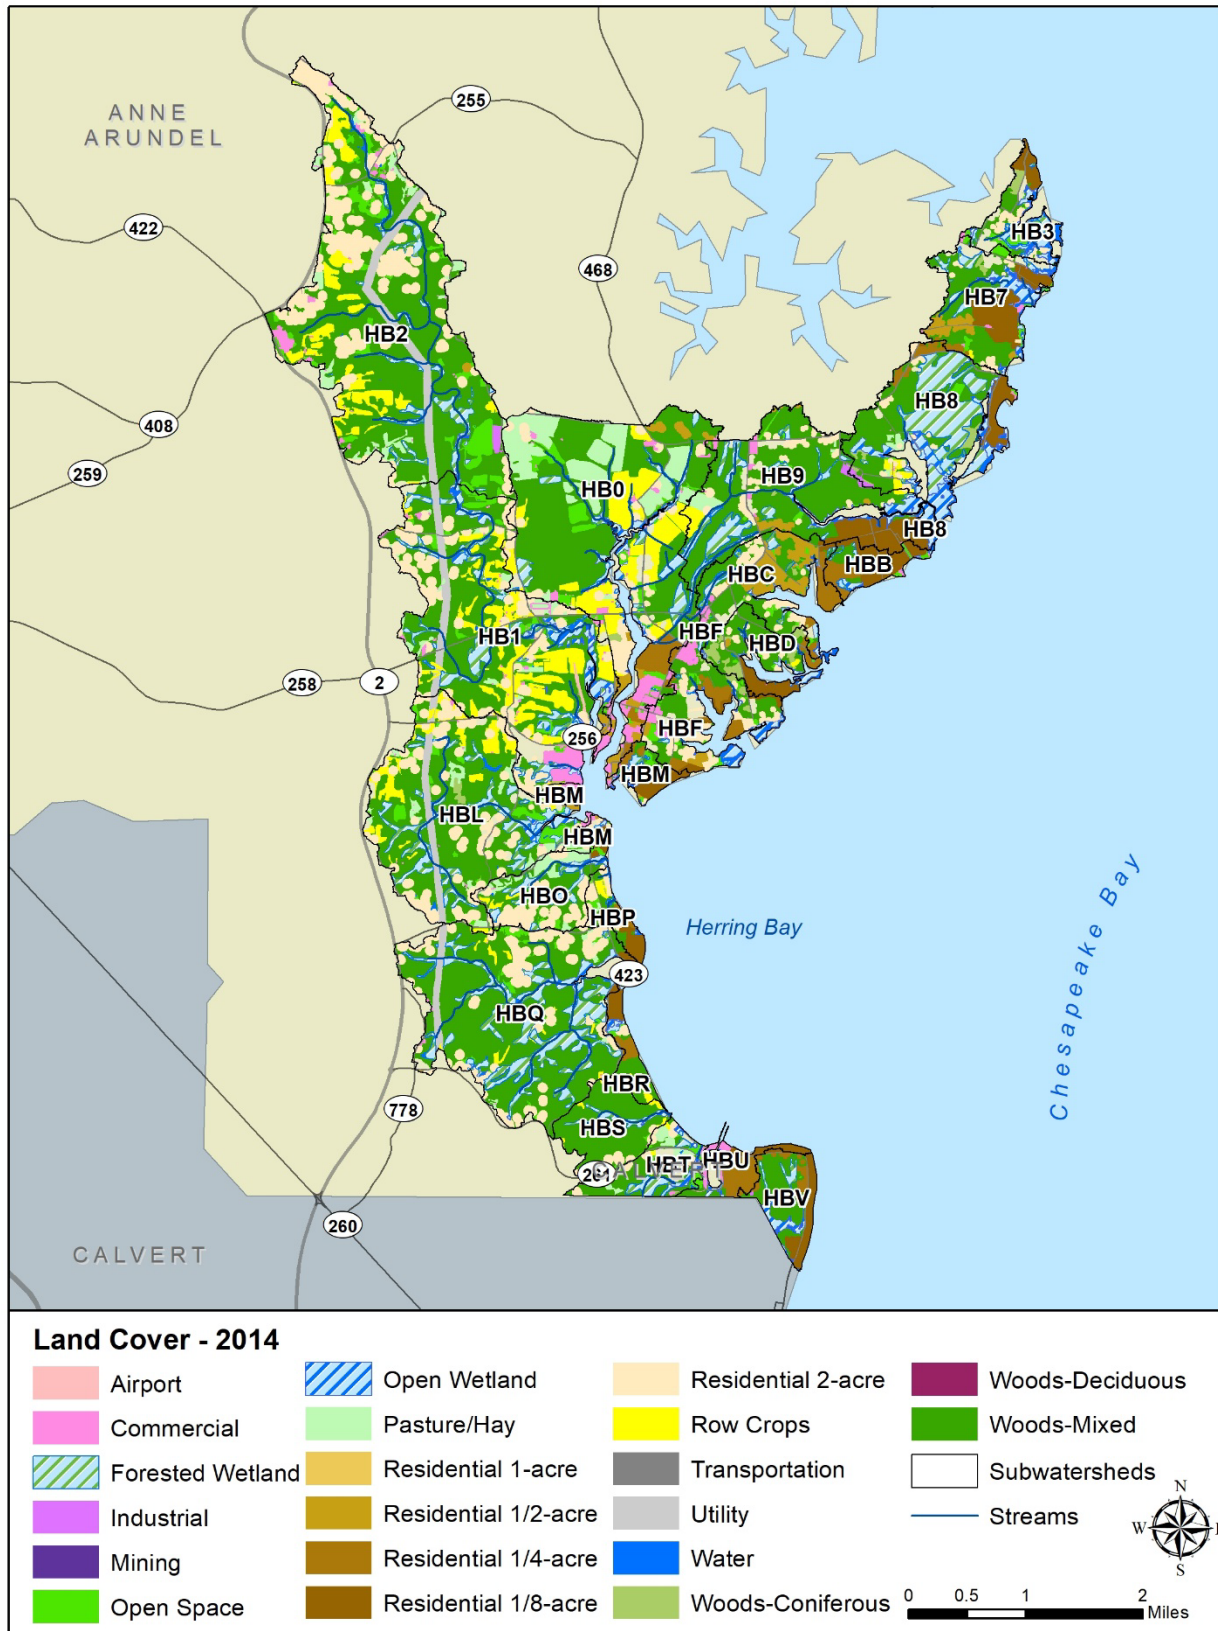 ANNE
ARUNDEL
255
422
468
HB3
HB7
HB2
HB8
408
259
HB0
HB9
HB8
HBB
HBC
HB1
HBF
HBD
258
2
256
HBF
HBM
HBM
HBL
HBM
HBO
HBP
Herring Bay
Chesapeake Bay
423
HBQ
HBR
778
HBS
HBT
HBU
CALVERT
261
HBV
260
CALVERT
Land Cover - 2014
Airport
Commercial
Forested Wetland
Industrial
Mining
Open Space
Open Wetland
Pasture/Hay
Residential 1-acre
Residential 1/2-acre
Residential 1/4-acre
Residential 1/8-acre
Residential 2-acre
Row Crops
Transportation
Utility
Water
Woods-Coniferous
Woods-Deciduous
Woods-Mixed
Subwatersheds
Streams
N
W
E
S
0 0.5 1 2
Miles